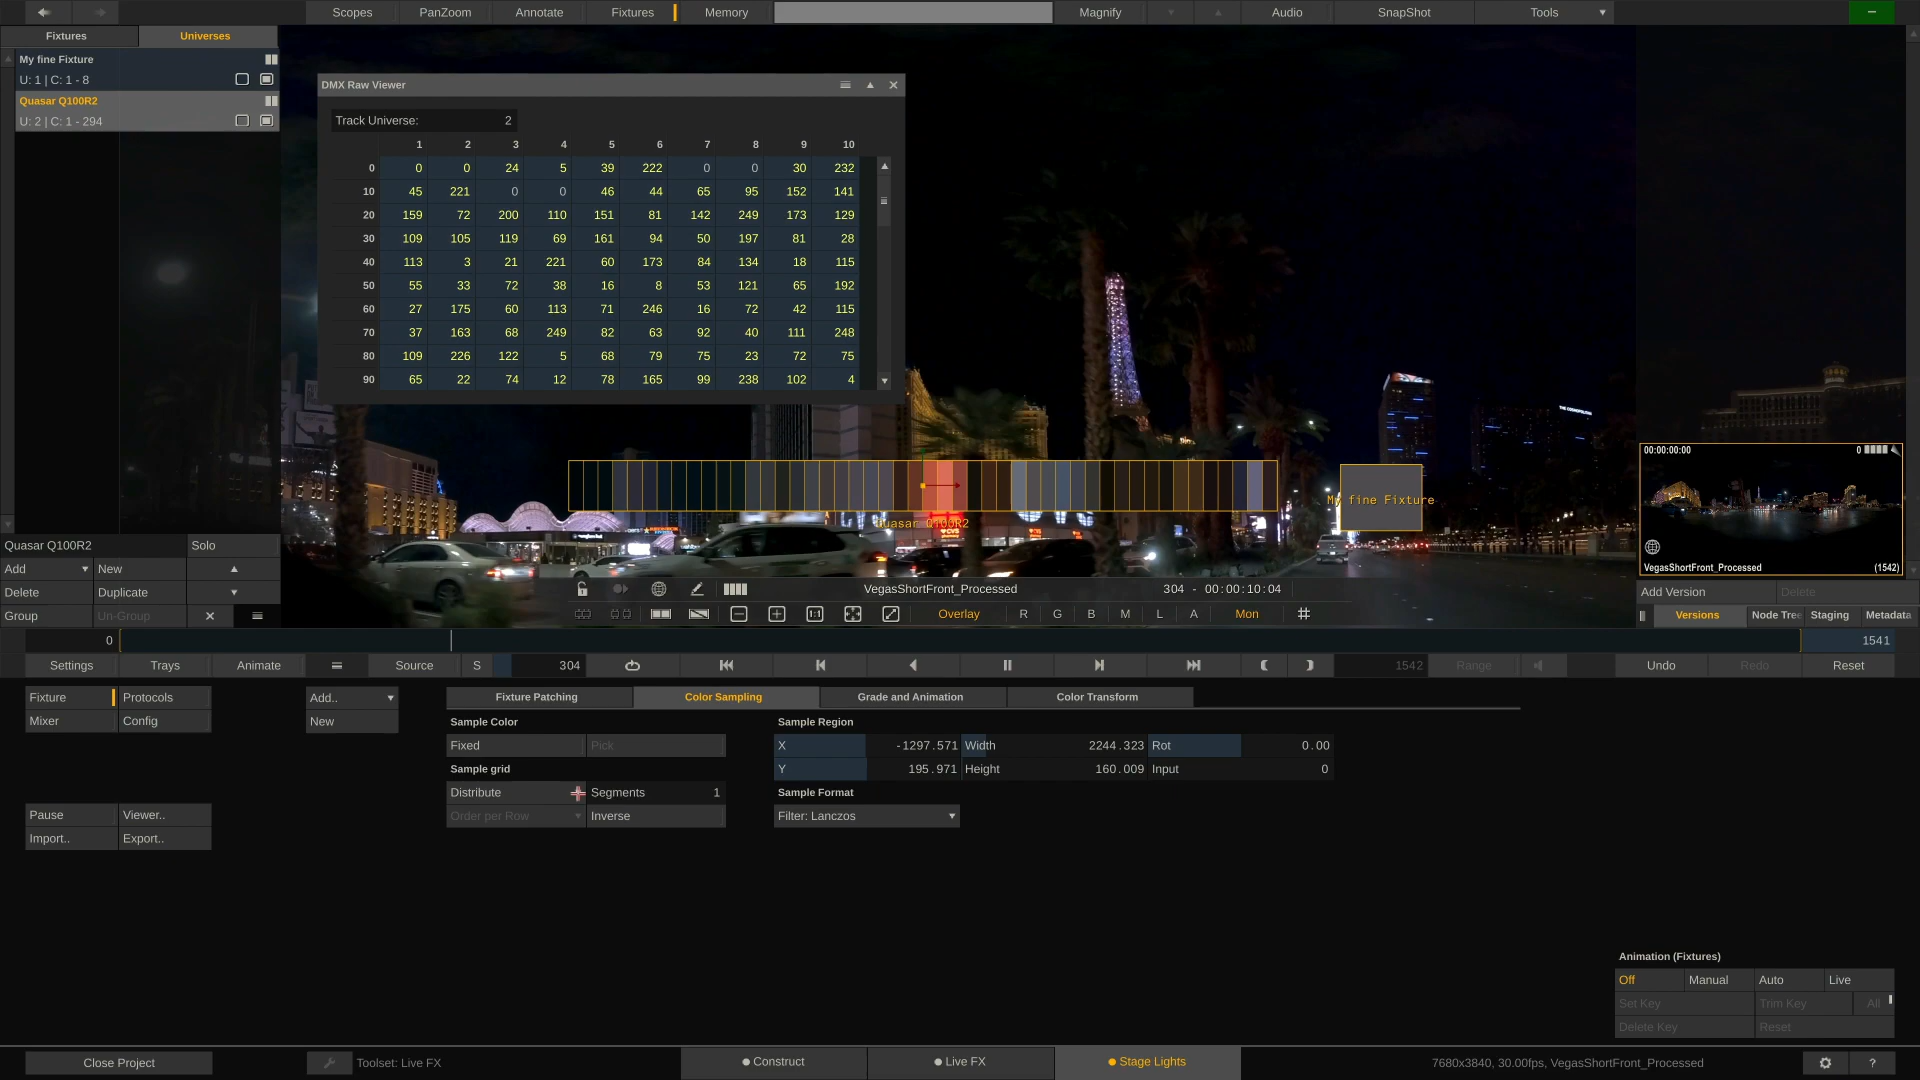 Scopes PanZoom Annotate Fixtures Memory Magnify Audio SnapShot Tools
Fixtures Universes
My fine Fixture
U: 1 | C: 1 - 8
Quasar Q100R2
U: 2 | C: 1 - 294
DMX Raw Viewer
Track Universe: 2
1 2 3 4 5 6 7 8 9 10
0 0 0 24 5 39 222 0 0 30 232
10 45 221 0 0 46 44 65 95 152 141
20 159 72 200 110 151 81 142 249 173 129
30 109 105 119 69 161 94 50 197 81 28
40 113 3 21 221 60 173 84 134 18 115
50 55 33 72 38 16 8 53 121 65 192
60 27 175 60 113 71 246 16 72 42 115
70 37 163 68 249 82 63 92 40 111 248
80 109 226 122 5 68 79 75 23 72 75
90 65 22 74 12 78 165 99 238 102 4
THE COSMOPOLITAN
My fine Fixture
Quasar Q100R2
CVS
pharmacy
00:00:00:00 0
VegasShortFront_Processed (1542)
Quasar Q100R2 Solo
Add New
Delete Duplicate
Group Un-Group
VegasShortFront_Processed 304 - 00:00:10:04
1:1 Overlay R G B M L A Mon
Add Version Delete
Versions Node Tree Staging Metadata
0 1541
Settings Trays Animate Source S 304 1542 Range Undo Redo Reset
Fixture Protocols
Mixer Config
Add..
New
Pause Viewer..
Import.. Export..
Fixture Patching Color Sampling Grade and Animation Color Transform
Sample Color
Fixed Pick
Sample grid
Distribute Segments 1
Order per Row Inverse
Sample Region
X -1297.571 Width 2244.323 Rot 0.00
Y 195.971 Height 160.009 Input 0
Sample Format
Filter: Lanczos
Animation (Fixtures)
Off Manual Auto Live
Set Key Trim Key All
Delete Key Reset
Close Project Toolset: Live FX Construct Live FX Stage Lights 7680x3840, 30.00fps, VegasShortFront_Processed ?